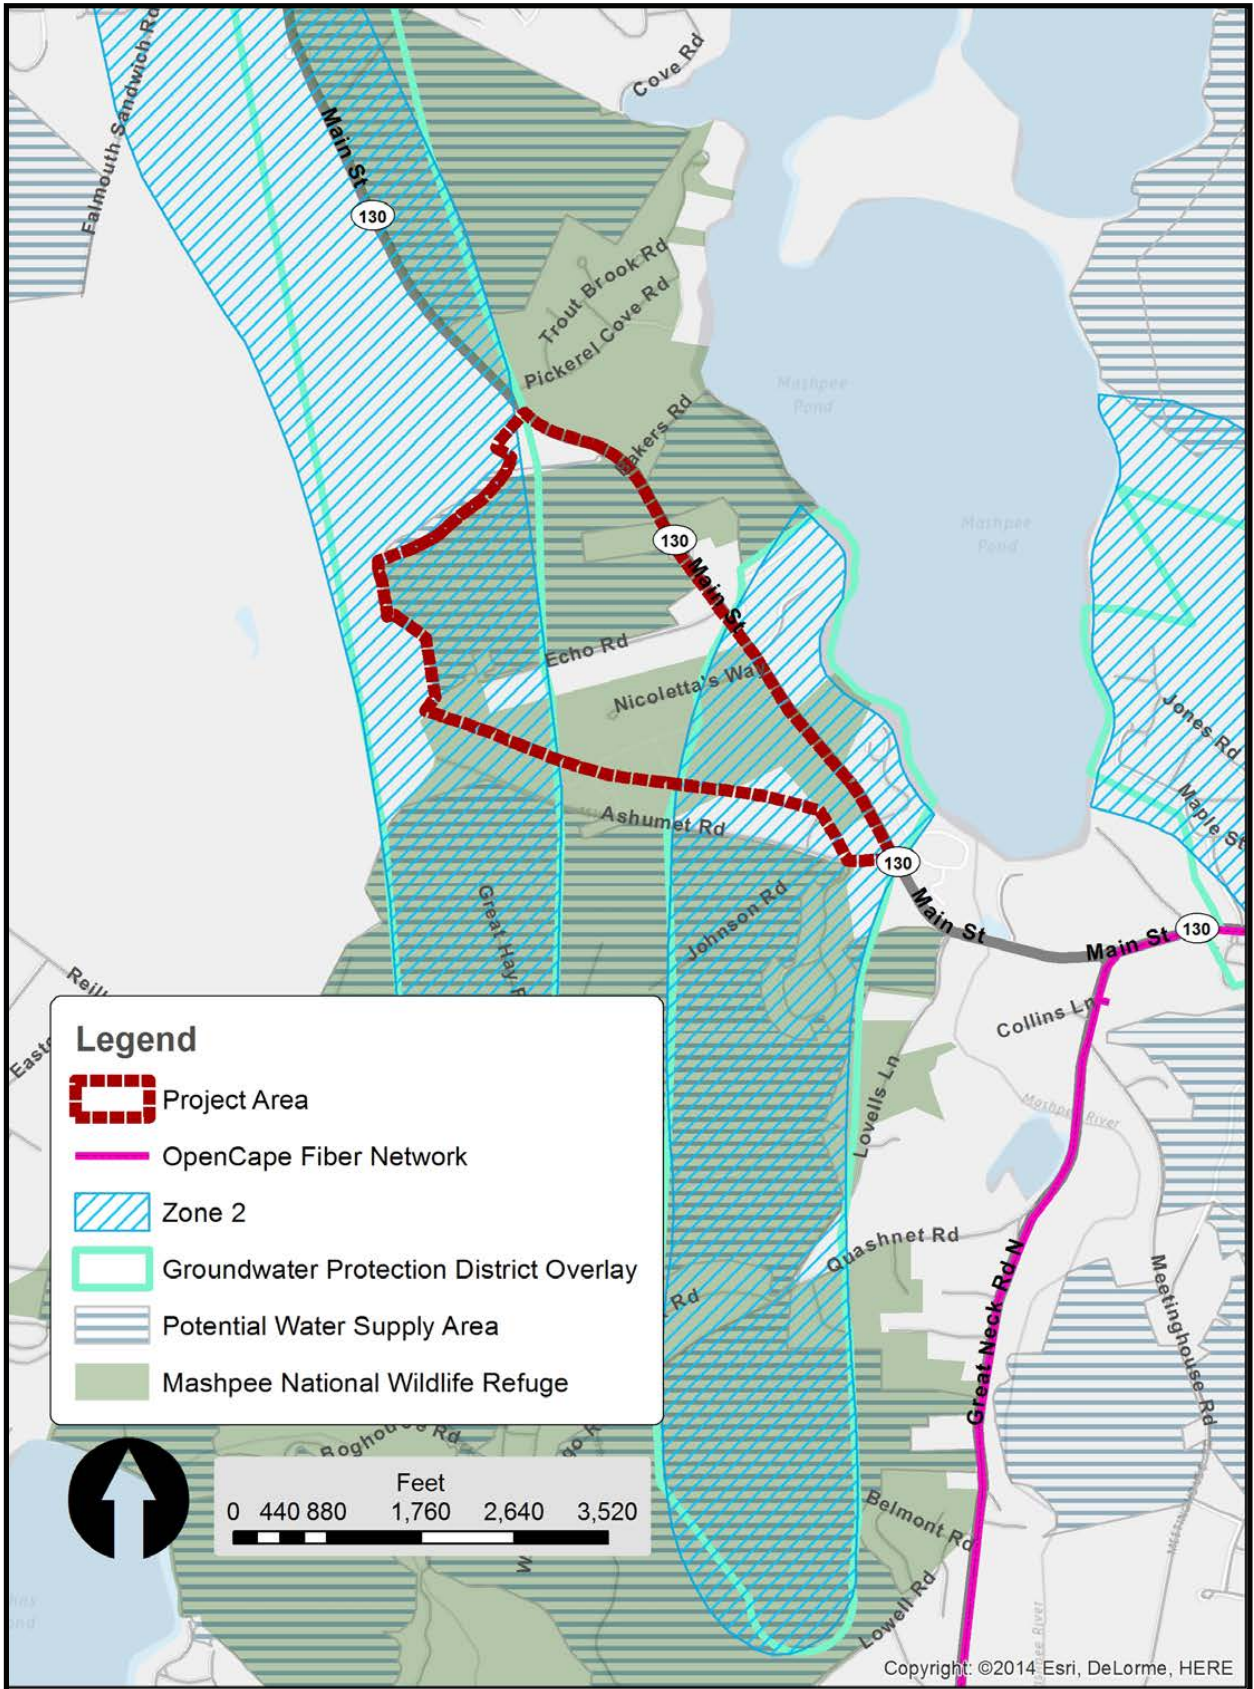 Cove Rd
Falmouth Sandwich Rd
Main St
130
Trout Brook Rd
Pickerel Cove Rd
Mashpee
Pond
130
Main St
Mashpee
Pond
Echo Rd
Nicoletta's Way
Jones Rd
Maple St
Ashumet Rd
130
Johnson Rd
Great Hay
Main St
Main St
130
Collins Ln
Mashpee River
Lovells Ln
Legend
Project Area
OpenCape Fiber Network
Zone 2
Groundwater Protection District Overlay
Potential Water Supply Area
Mashpee National Wildlife Refuge
Quashnet Rd
Rd
Great Neck Rd N
Meetinghouse Rd
Rd
Feet
0 440 880 1,760 2,640 3,520
Belmont Rd
Lowell Rd
Copyright: ©2014 Esri, DeLorme, HERE